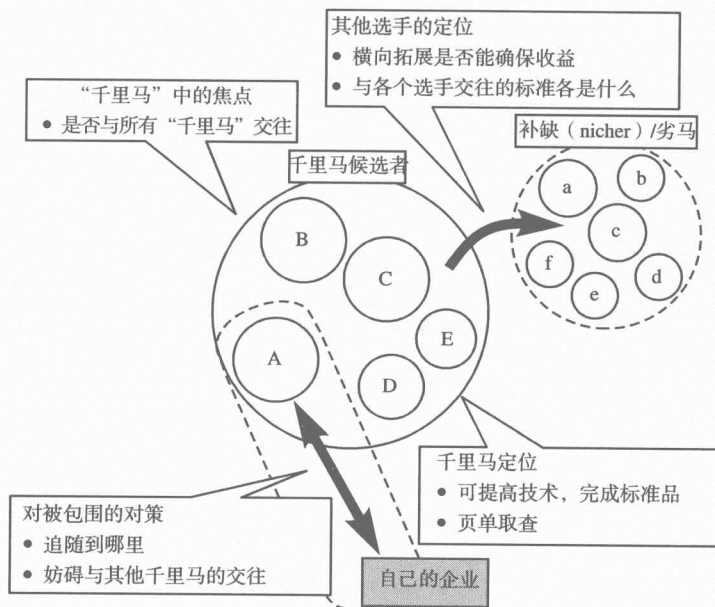 其他选手的定位
● 横向拓展是否能确保收益
● 与各个选手交往的标准各是什么
“千里马”中的焦点
● 是否与所有“千里马”交往
补缺（nicher）/劣马
千里马候选者
a
b
c
d
e
f
B
C
A
E
D
千里马定位
● 可提高技术，完成标准品
● 页单取查
对被包围的对策
● 追随到哪里
● 妨碍与其他千里马的交往
自己的企业